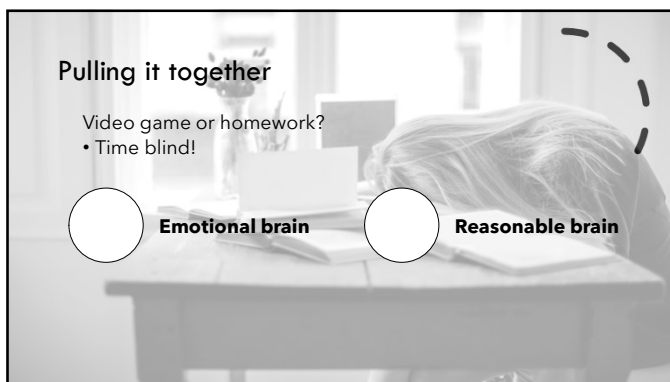 Pulling it together
Video game or homework?
• Time blind!
Emotional brain
Reasonable brain